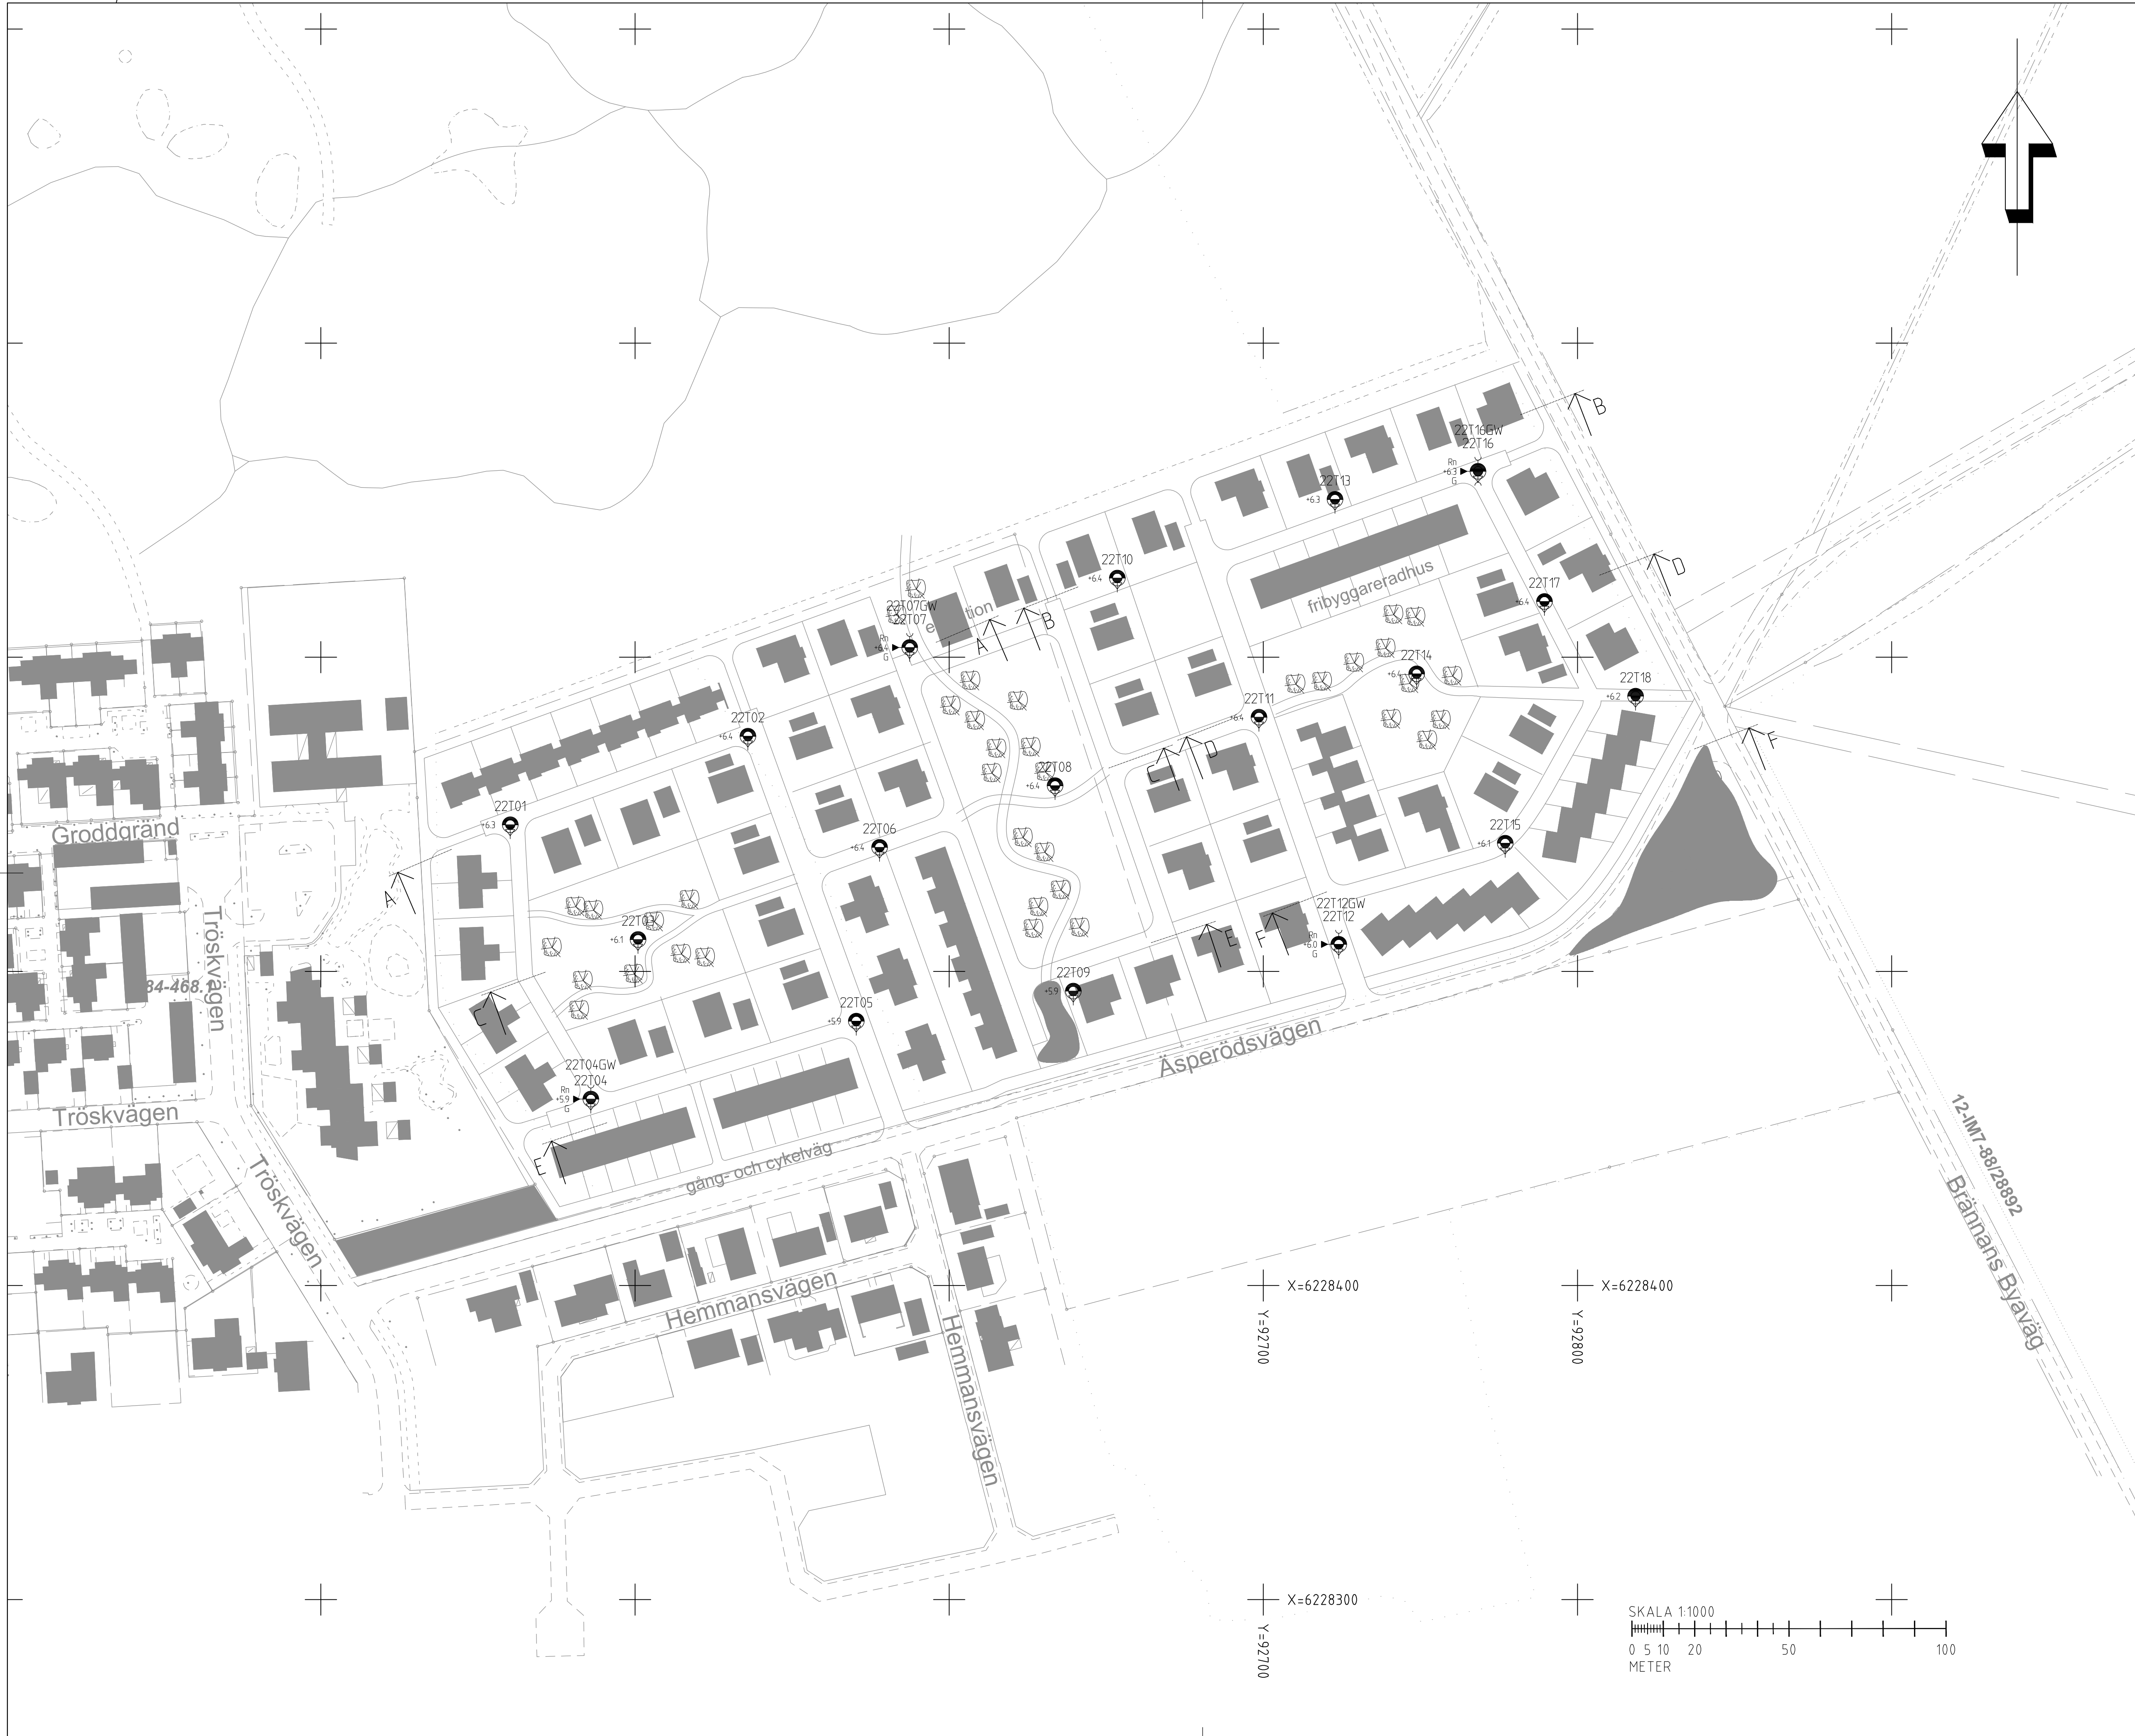 B
22T16GW
22T16
Rn
+6.3
G
22T13
+6.3
D
22T10
+6.4
fribyggareradhus
22T17
+6.4
22T07GW
22T07
Rn
+6.4
G
B
A
22T14
+6.4
22T18
+6.2
22T11
+6.4
22T02
+6.4
F
D
C
22T08
+6.4
22T01
+6.3
Groddgränd
22T06
+6.4
22T15
+6.1
A
22T12GW
22T12
Rn
+6.0
G
F
E
+6.1
Tröskvägen
84-468.
22T09
+5.9
C
22T05
+5.9
Äsperödsvägen
22T04GW
22T04
Rn
+5.9
G
Tröskvägen
E
gång- och cykelväg
Tröskvägen
12-IM7-88/28892
Brännans Byaväg
Hemmansvägen
X=6228400
X=6228400
Y=92700
Y=92800
Hemmansvägen
X=6228300
Y=92700
SKALA 1:1000
0 5 10 20 50 100
METER